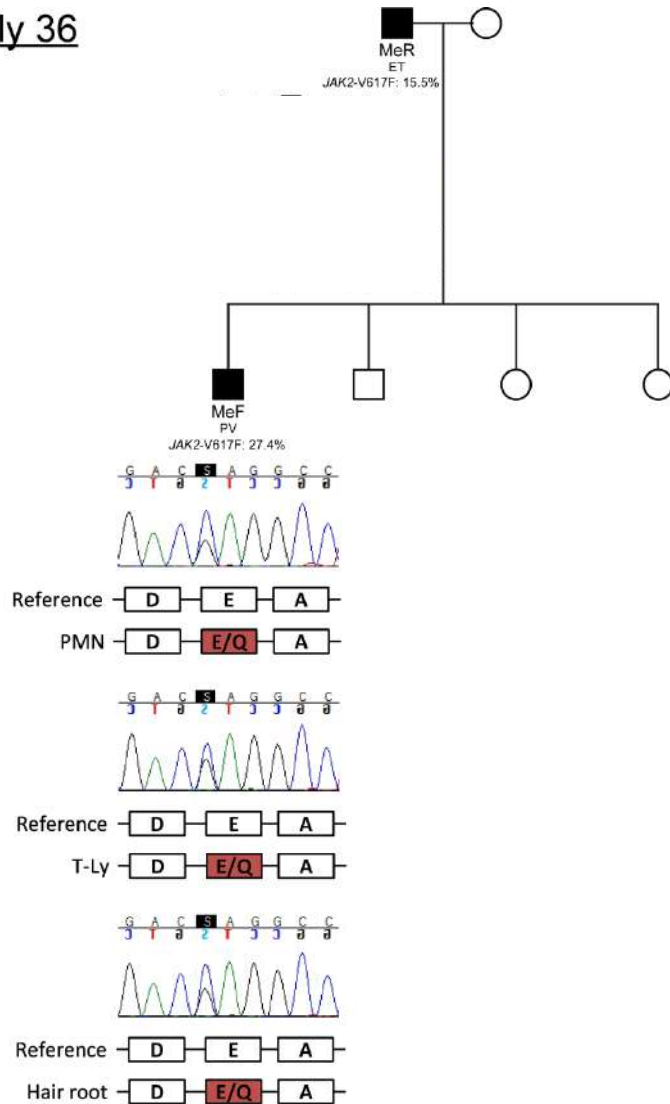 ly 36
MeR
ET
JAK2-V617F: 15.5%
MeF
PV
JAK2-V617F: 27.4%
G A C S A G G C C
Reference D E A
PMN D E/Q A
G A C S A G G C C
Reference D E A
T-Ly D E/Q A
G A C S A G G C C
Reference D E A
Hair root D E/Q A